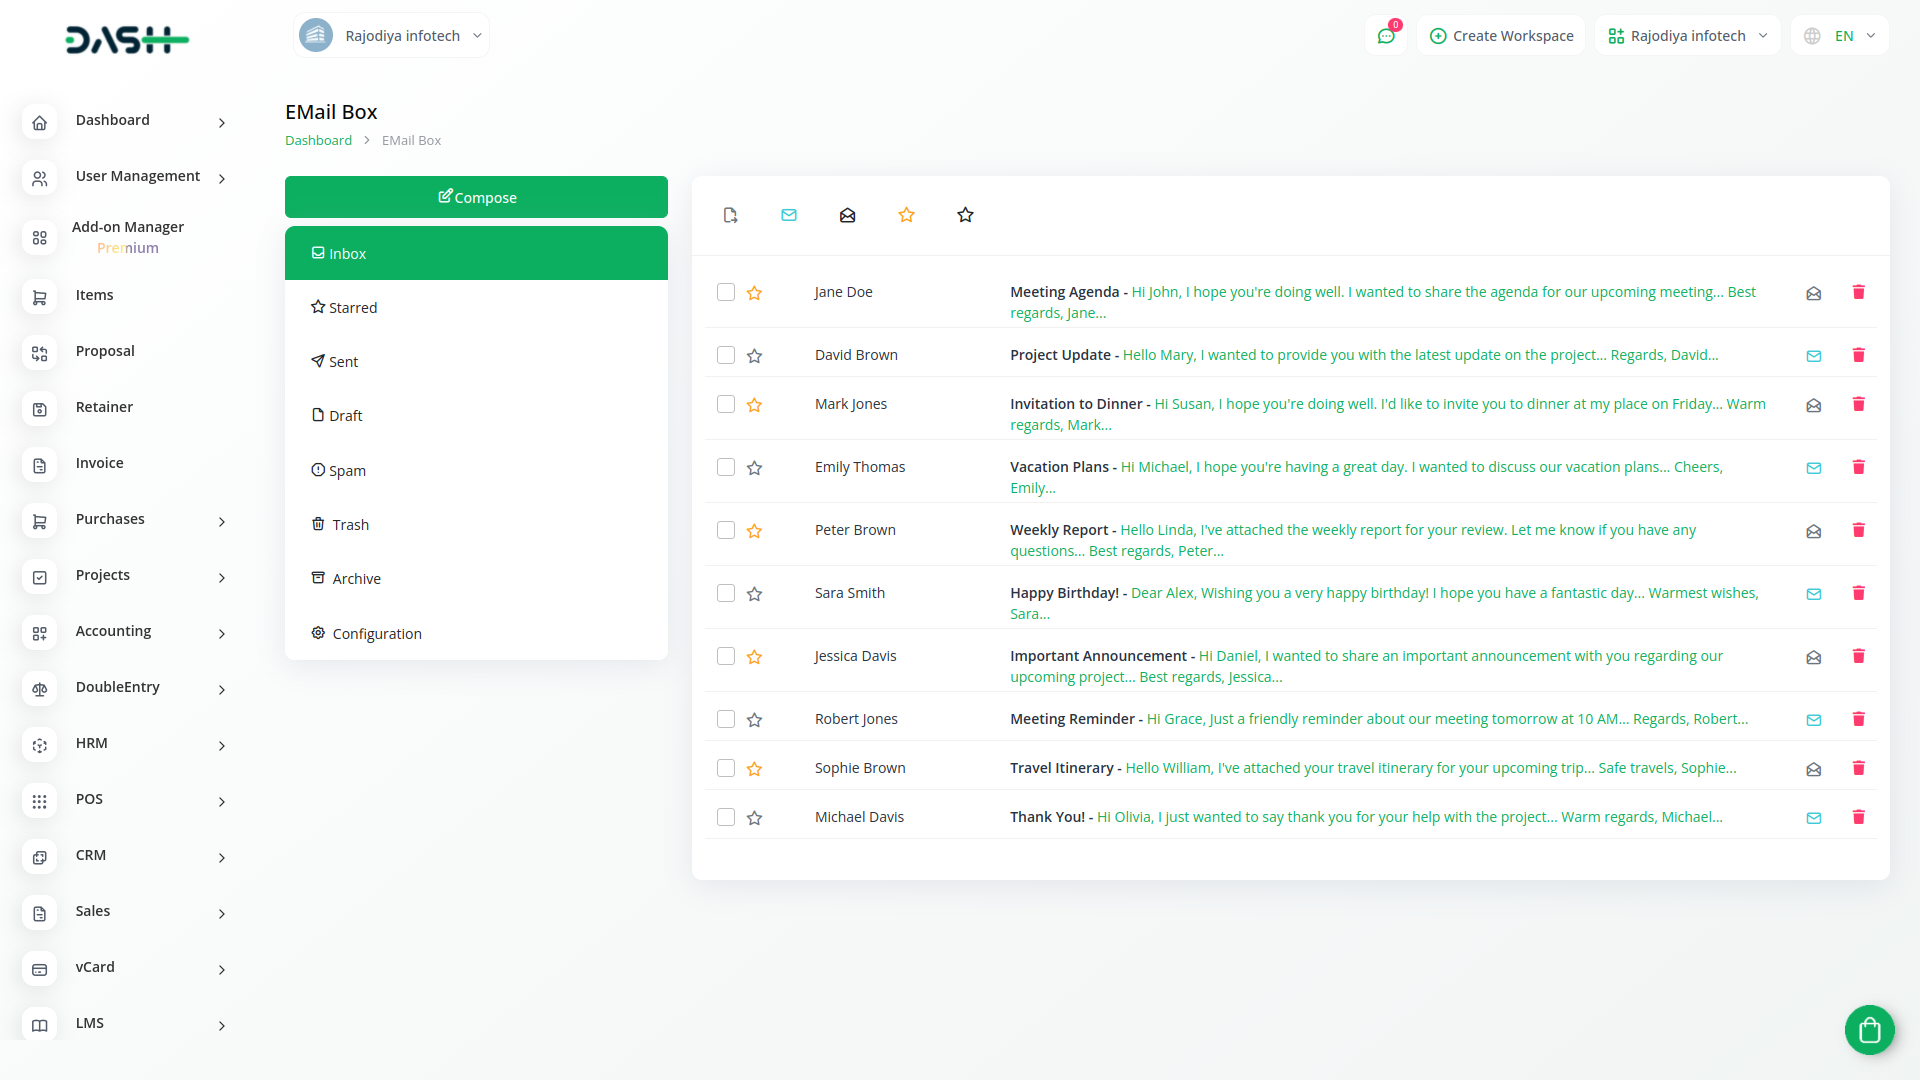 DASH
Rajodiya infotech
0
Create Workspace
Rajodiya infotech
EN
Dashboard
User Management
Add-on Manager
Premium
Items
Proposal
Retainer
Invoice
Purchases
Projects
Accounting
DoubleEntry
HRM
POS
CRM
Sales
vCard
LMS
EMail Box
Dashboard
EMail Box
Compose
Inbox
Starred
Sent
Draft
Spam
Trash
Archive
Configuration
Jane Doe
Meeting Agenda - Hi John, I hope you're doing well. I wanted to share the agenda for our upcoming meeting... Best
regards, Jane...
David Brown
Project Update - Hello Mary, I wanted to provide you with the latest update on the project... Regards, David...
Mark Jones
Invitation to Dinner - Hi Susan, I hope you're doing well. I'd like to invite you to dinner at my place on Friday... Warm
regards, Mark...
Emily Thomas
Vacation Plans - Hi Michael, I hope you're having a great day. I wanted to discuss our vacation plans... Cheers,
Emily...
Peter Brown
Weekly Report - Hello Linda, I've attached the weekly report for your review. Let me know if you have any
questions... Best regards, Peter...
Sara Smith
Happy Birthday! - Dear Alex, Wishing you a very happy birthday! I hope you have a fantastic day... Warmest wishes,
Sara...
Jessica Davis
Important Announcement - Hi Daniel, I wanted to share an important announcement with you regarding our
upcoming project... Best regards, Jessica...
Robert Jones
Meeting Reminder - Hi Grace, Just a friendly reminder about our meeting tomorrow at 10 AM... Regards, Robert...
Sophie Brown
Travel Itinerary - Hello William, I've attached your travel itinerary for your upcoming trip... Safe travels, Sophie...
Michael Davis
Thank You! - Hi Olivia, I just wanted to say thank you for your help with the project... Warm regards, Michael...